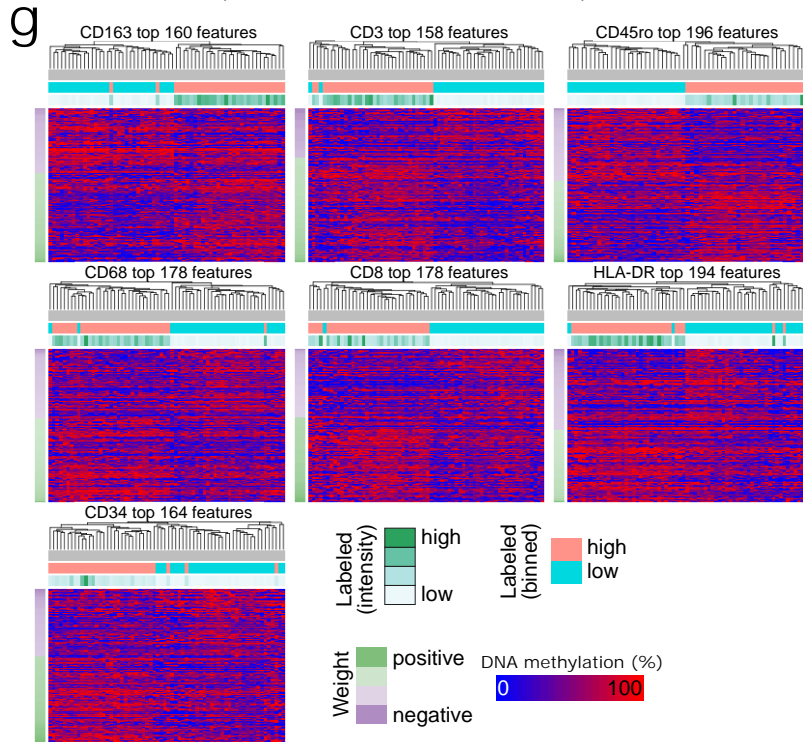 g
CD163 top 160 features
CD3 top 158 features
CD45ro top 196 features
CD68 top 178 features
CD8 top 178 features
HLA-DR top 194 features
CD34 top 164 features
Labeled
(intensity)
high
low
Labeled
(binned)
high
low
Weight
positive
negative
DNA methylation (%)
0 100